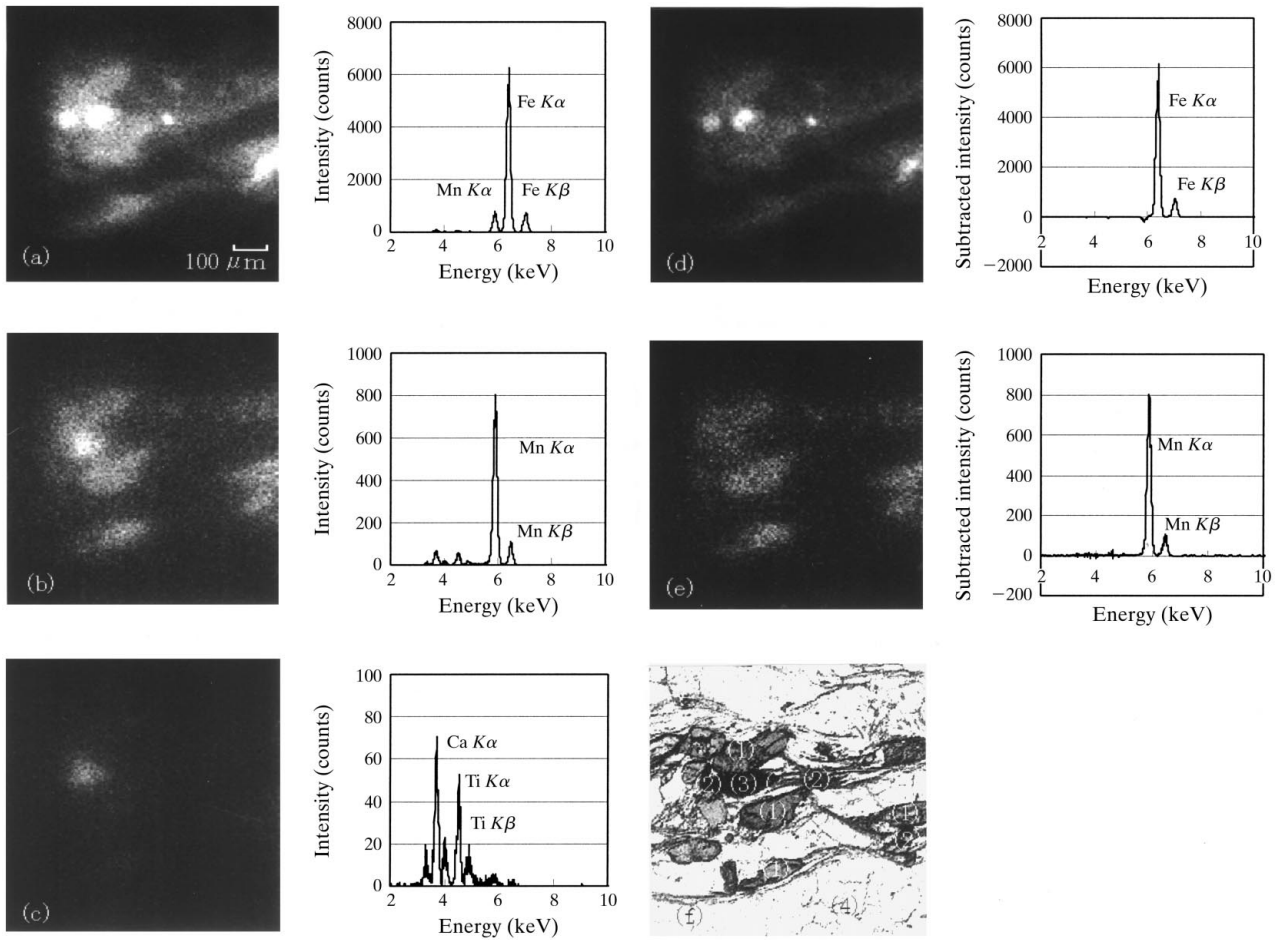 (a)
100 μm
Intensity (counts)
8000
6000
4000
2000
0
Fe Kα
Mn Kα
Fe Kβ
2 4 6 8 10
Energy (keV)
(d)
Subtracted intensity (counts)
8000
6000
4000
2000
0
−2000
Fe Kα
Fe Kβ
2 4 6 8 10
Energy (keV)
(b)
Intensity (counts)
1000
800
600
400
200
0
Mn Kα
Mn Kβ
2 4 6 8 10
Energy (keV)
(e)
Subtracted intensity (counts)
1000
800
600
400
200
0
−200
Mn Kα
Mn Kβ
2 4 6 8 10
Energy (keV)
(c)
Intensity (counts)
100
80
60
40
20
0
Ca Kα
Ti Kα
Ti Kβ
2 4 6 8 10
Energy (keV)
(1)
(2) (3) (2)
(1)
(1)
(2)
(1)
(f)
(4)